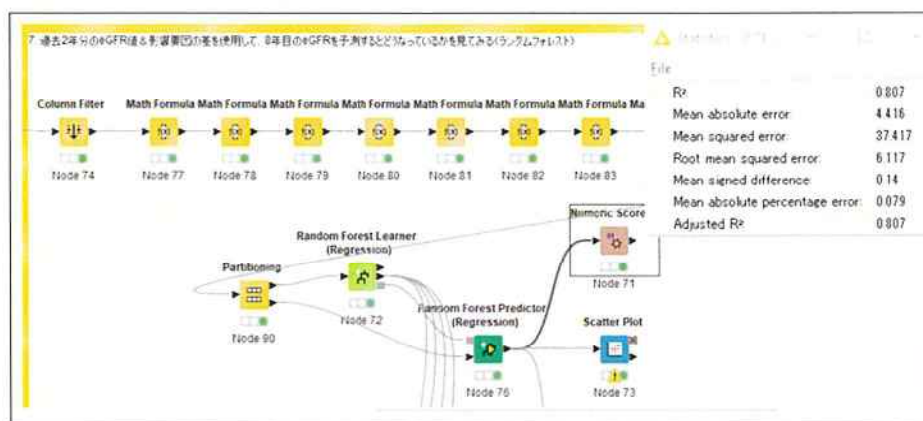 7. 過去2年分のeGFR値&影響要因の差を使用して、8年目のeGFRを予測するとどうなっているかを見てみる(ランダムフォレスト)
File
R²: 0.807
Mean absolute error: 4.416
Mean squared error: 37.417
Root mean squared error: 6.117
Mean signed difference: 0.14
Mean absolute percentage error: 0.079
Adjusted R²: 0.807
Column Filter
Math Formula Math Formula Math Formula Math Formula Math Formula Math Formula Math Formula Ma
Node 74
Node 77
Node 78
Node 79
Node 80
Node 81
Node 82
Node 83
Numeric Score
Node 71
Random Forest Learner
(Regression)
Node 72
Partitioning
Node 90
Random Forest Predictor
(Regression)
Node 76
Scatter Plot
Node 73